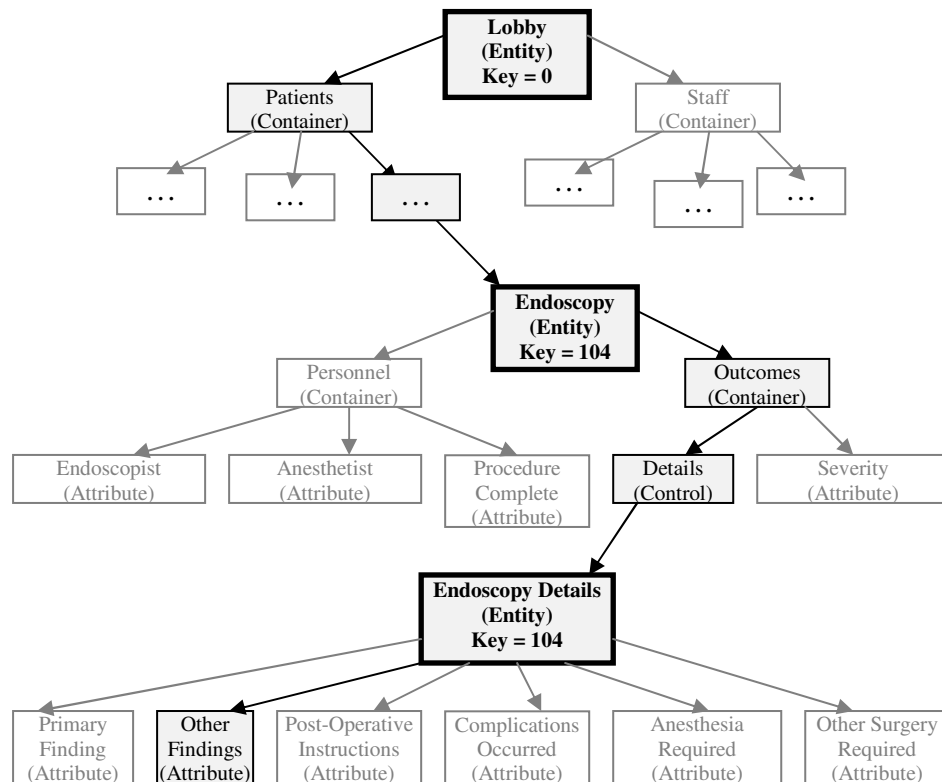 Lobby
(Entity)
Key = 0
Patients
(Container)
Staff
(Container)
...
...
...
...
...
...
Endoscopy
(Entity)
Key = 104
Personnel
(Container)
Outcomes
(Container)
Endoscopist
(Attribute)
Anesthetist
(Attribute)
Procedure
Complete
(Attribute)
Details
(Control)
Severity
(Attribute)
Endoscopy Details
(Entity)
Key = 104
Primary
Finding
(Attribute)
Other
Findings
(Attribute)
Post-Operative
Instructions
(Attribute)
Complications
Occurred
(Attribute)
Anesthesia
Required
(Attribute)
Other Surgery
Required
(Attribute)